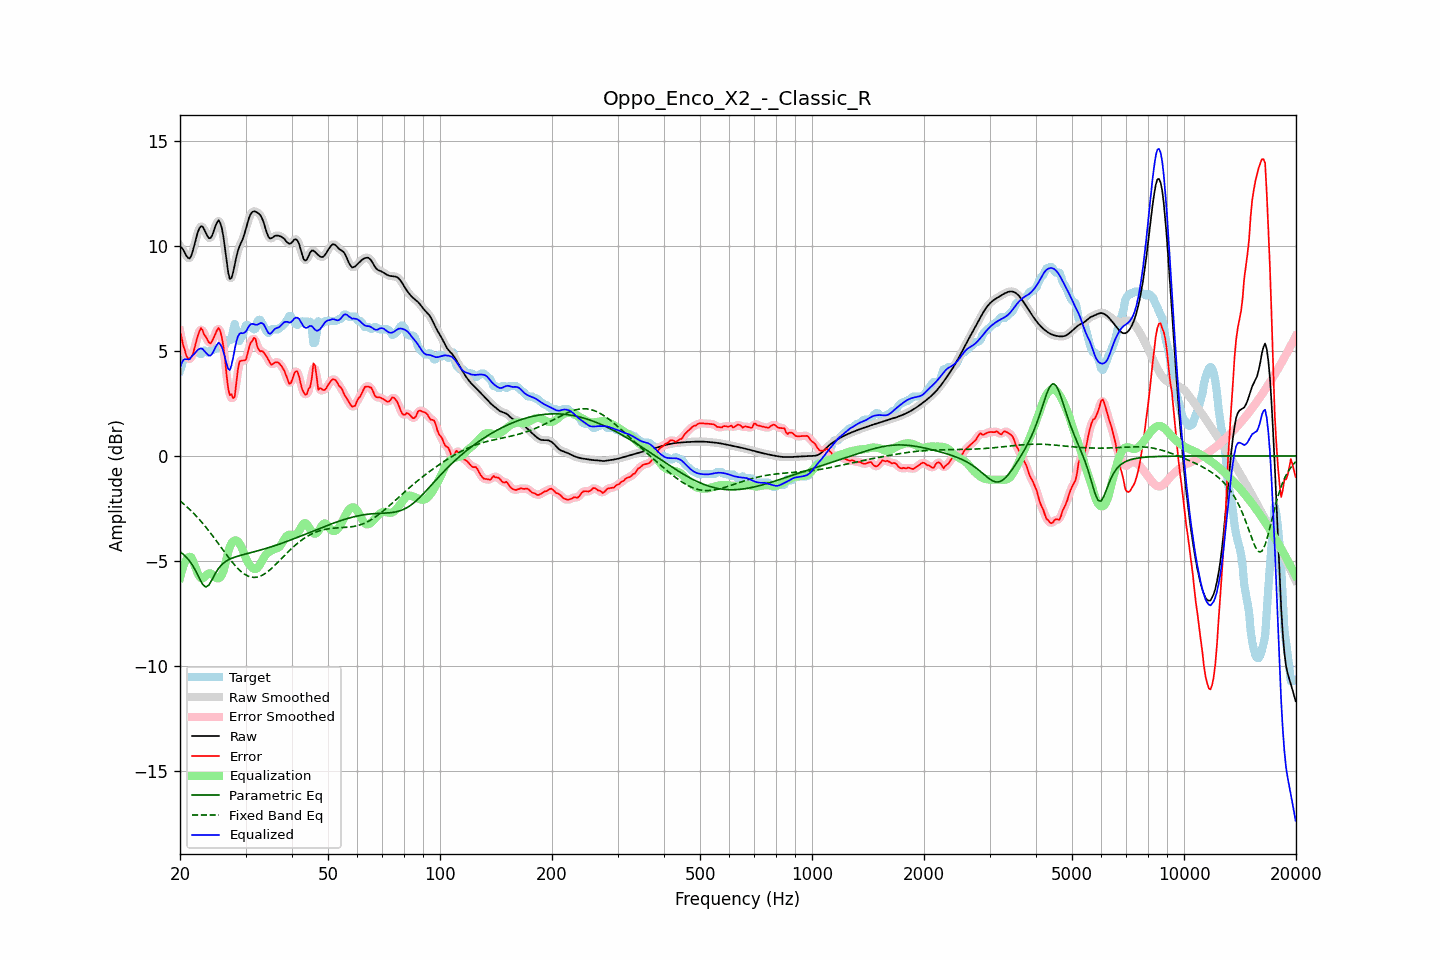 Oppo_Enco_X2_-_Classic_R
Amplitude (dBr)
15
10
5
0
−5
−10
−15
Target
Raw Smoothed
Error Smoothed
Raw
Error
Equalization
Parametric Eq
Fixed Band Eq
Equalized
20 50 100 200 500 1000 2000 5000 10000 20000
Frequency (Hz)